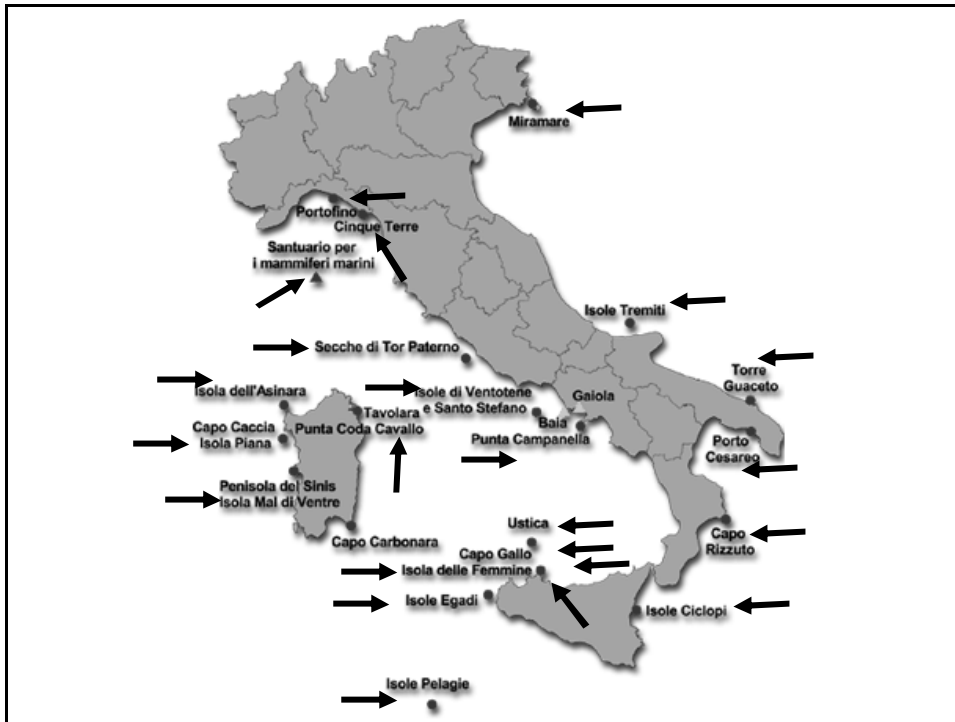 Miramare
Portofino
Cinque Terre
Santuario per
i mammiferi marini
Isole Tremiti
Secche di Tor Paterno
Torre
Guaceto
Isola dell'Asinara
Isole di Ventotene
e Santo Stefano
Gaiola
Tavolara
Punta Coda Cavallo
Baia
Punta Campanella
Capo Caccia
Isola Piana
Porto
Cesareo
Penisola del Sinis
Isola Mal di Ventre
Capo Carbonara
Ustica
Capo Gallo
Isola delle Femmine
Capo
Rizzuto
Isole Egadi
Isole Ciclopi
Isole Pelagie